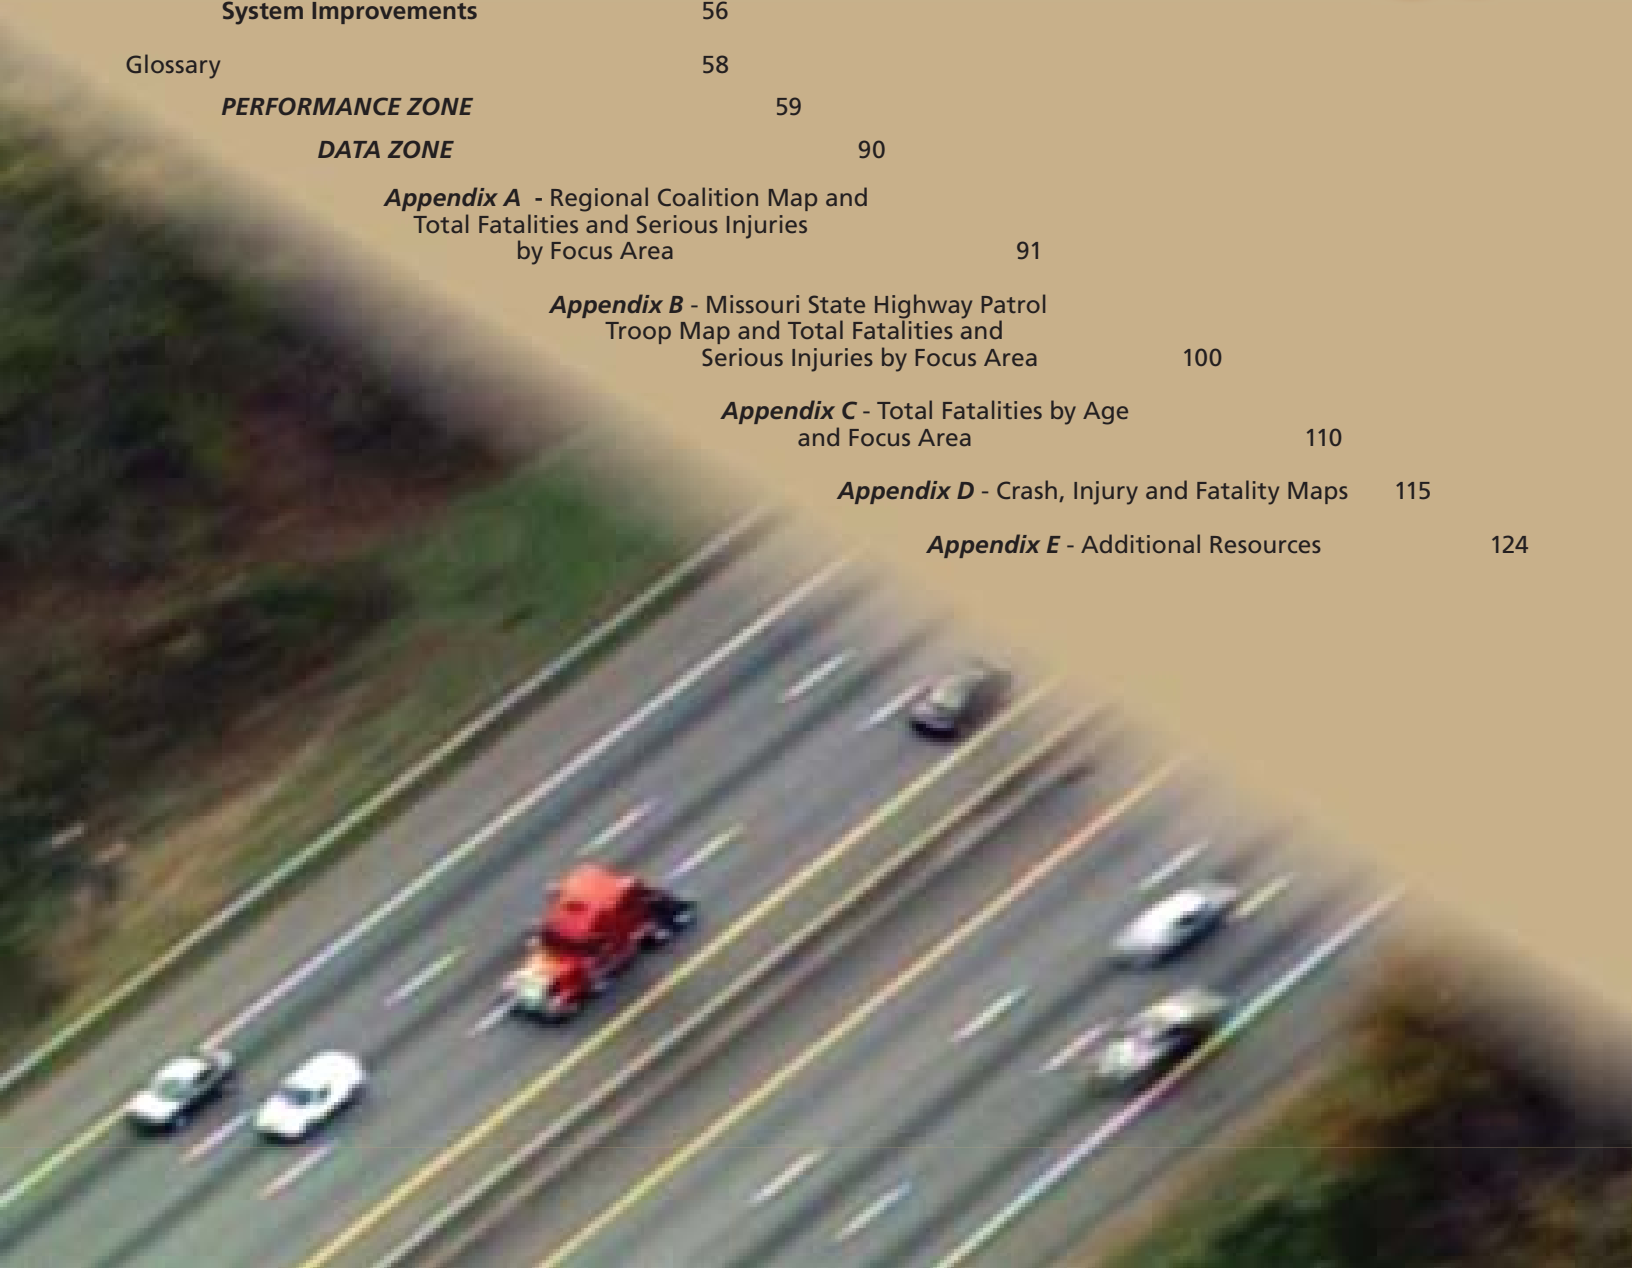 System Improvements 56
Glossary 58
PERFORMANCE ZONE 59
DATA ZONE 90
Appendix A - Regional Coalition Map and
Total Fatalities and Serious Injuries
by Focus Area 91
Appendix B - Missouri State Highway Patrol
Troop Map and Total Fatalities and
Serious Injuries by Focus Area 100
Appendix C - Total Fatalities by Age
and Focus Area 110
Appendix D - Crash, Injury and Fatality Maps 115
Appendix E - Additional Resources 124